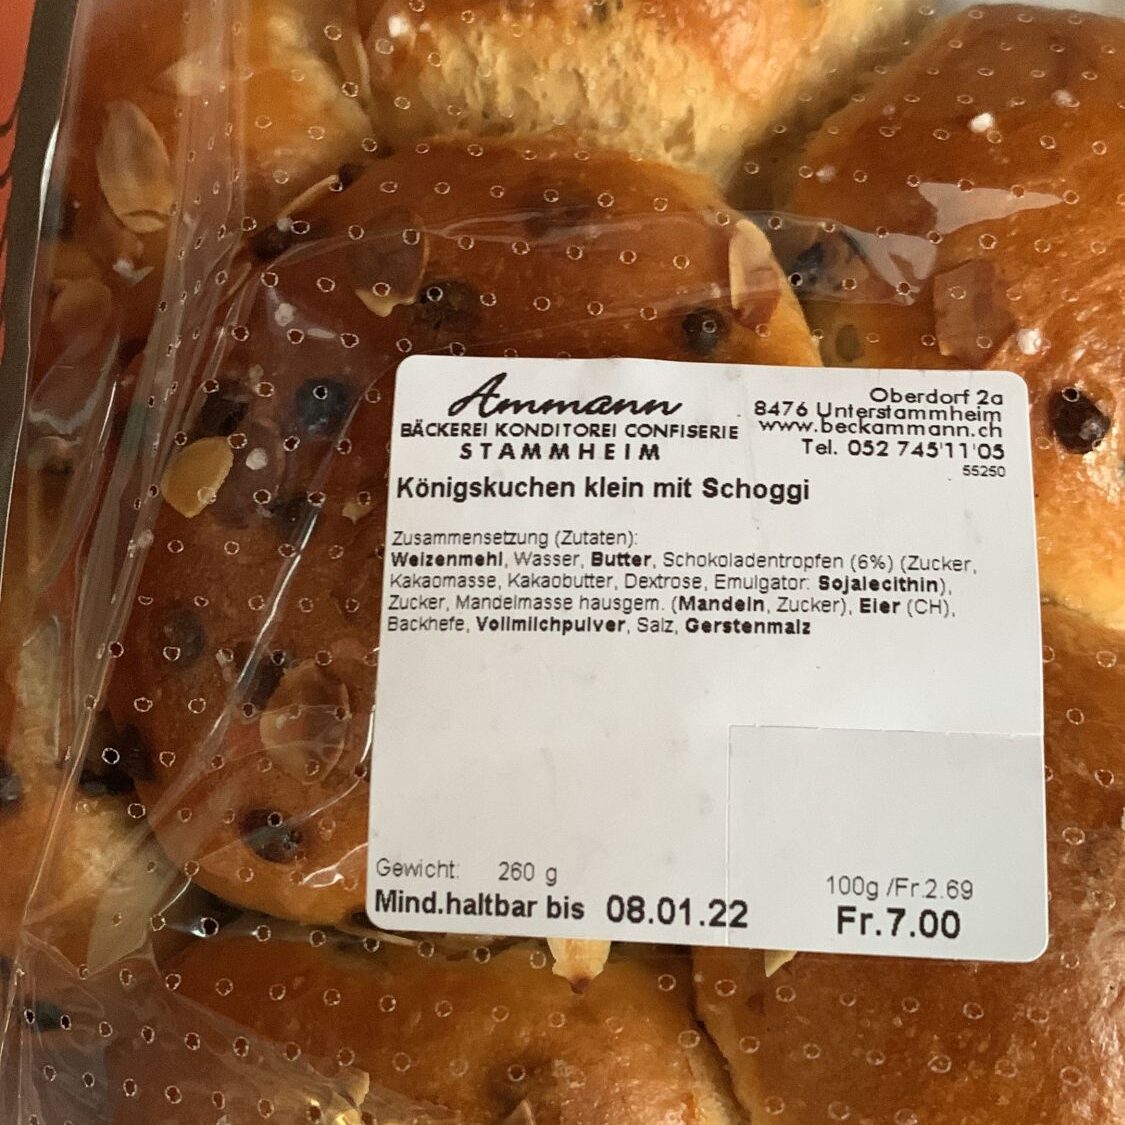 Ammann
BÄCKEREI KONDITOREI CONFISERIE
STAMMHEIM
Oberdorf 2a
8476 Unterstammheim
www.beckammann.ch
Tel. 052 745'11'05
55250
Königskuchen klein mit Schoggi
Zusammensetzung (Zutaten):
Weizenmehl, Wasser, Butter, Schokoladentropfen (6%) (Zucker,
Kakaomasse, Kakaobutter, Dextrose, Emulgator: Sojalecithin),
Zucker, Mandelmasse hausgem. (Mandeln, Zucker), Eier (CH),
Backhefe, Vollmilchpulver, Salz, Gerstenmalz
Gewicht: 260 g
100g /Fr.2.69
Mind.haltbar bis 08.01.22
Fr.7.00